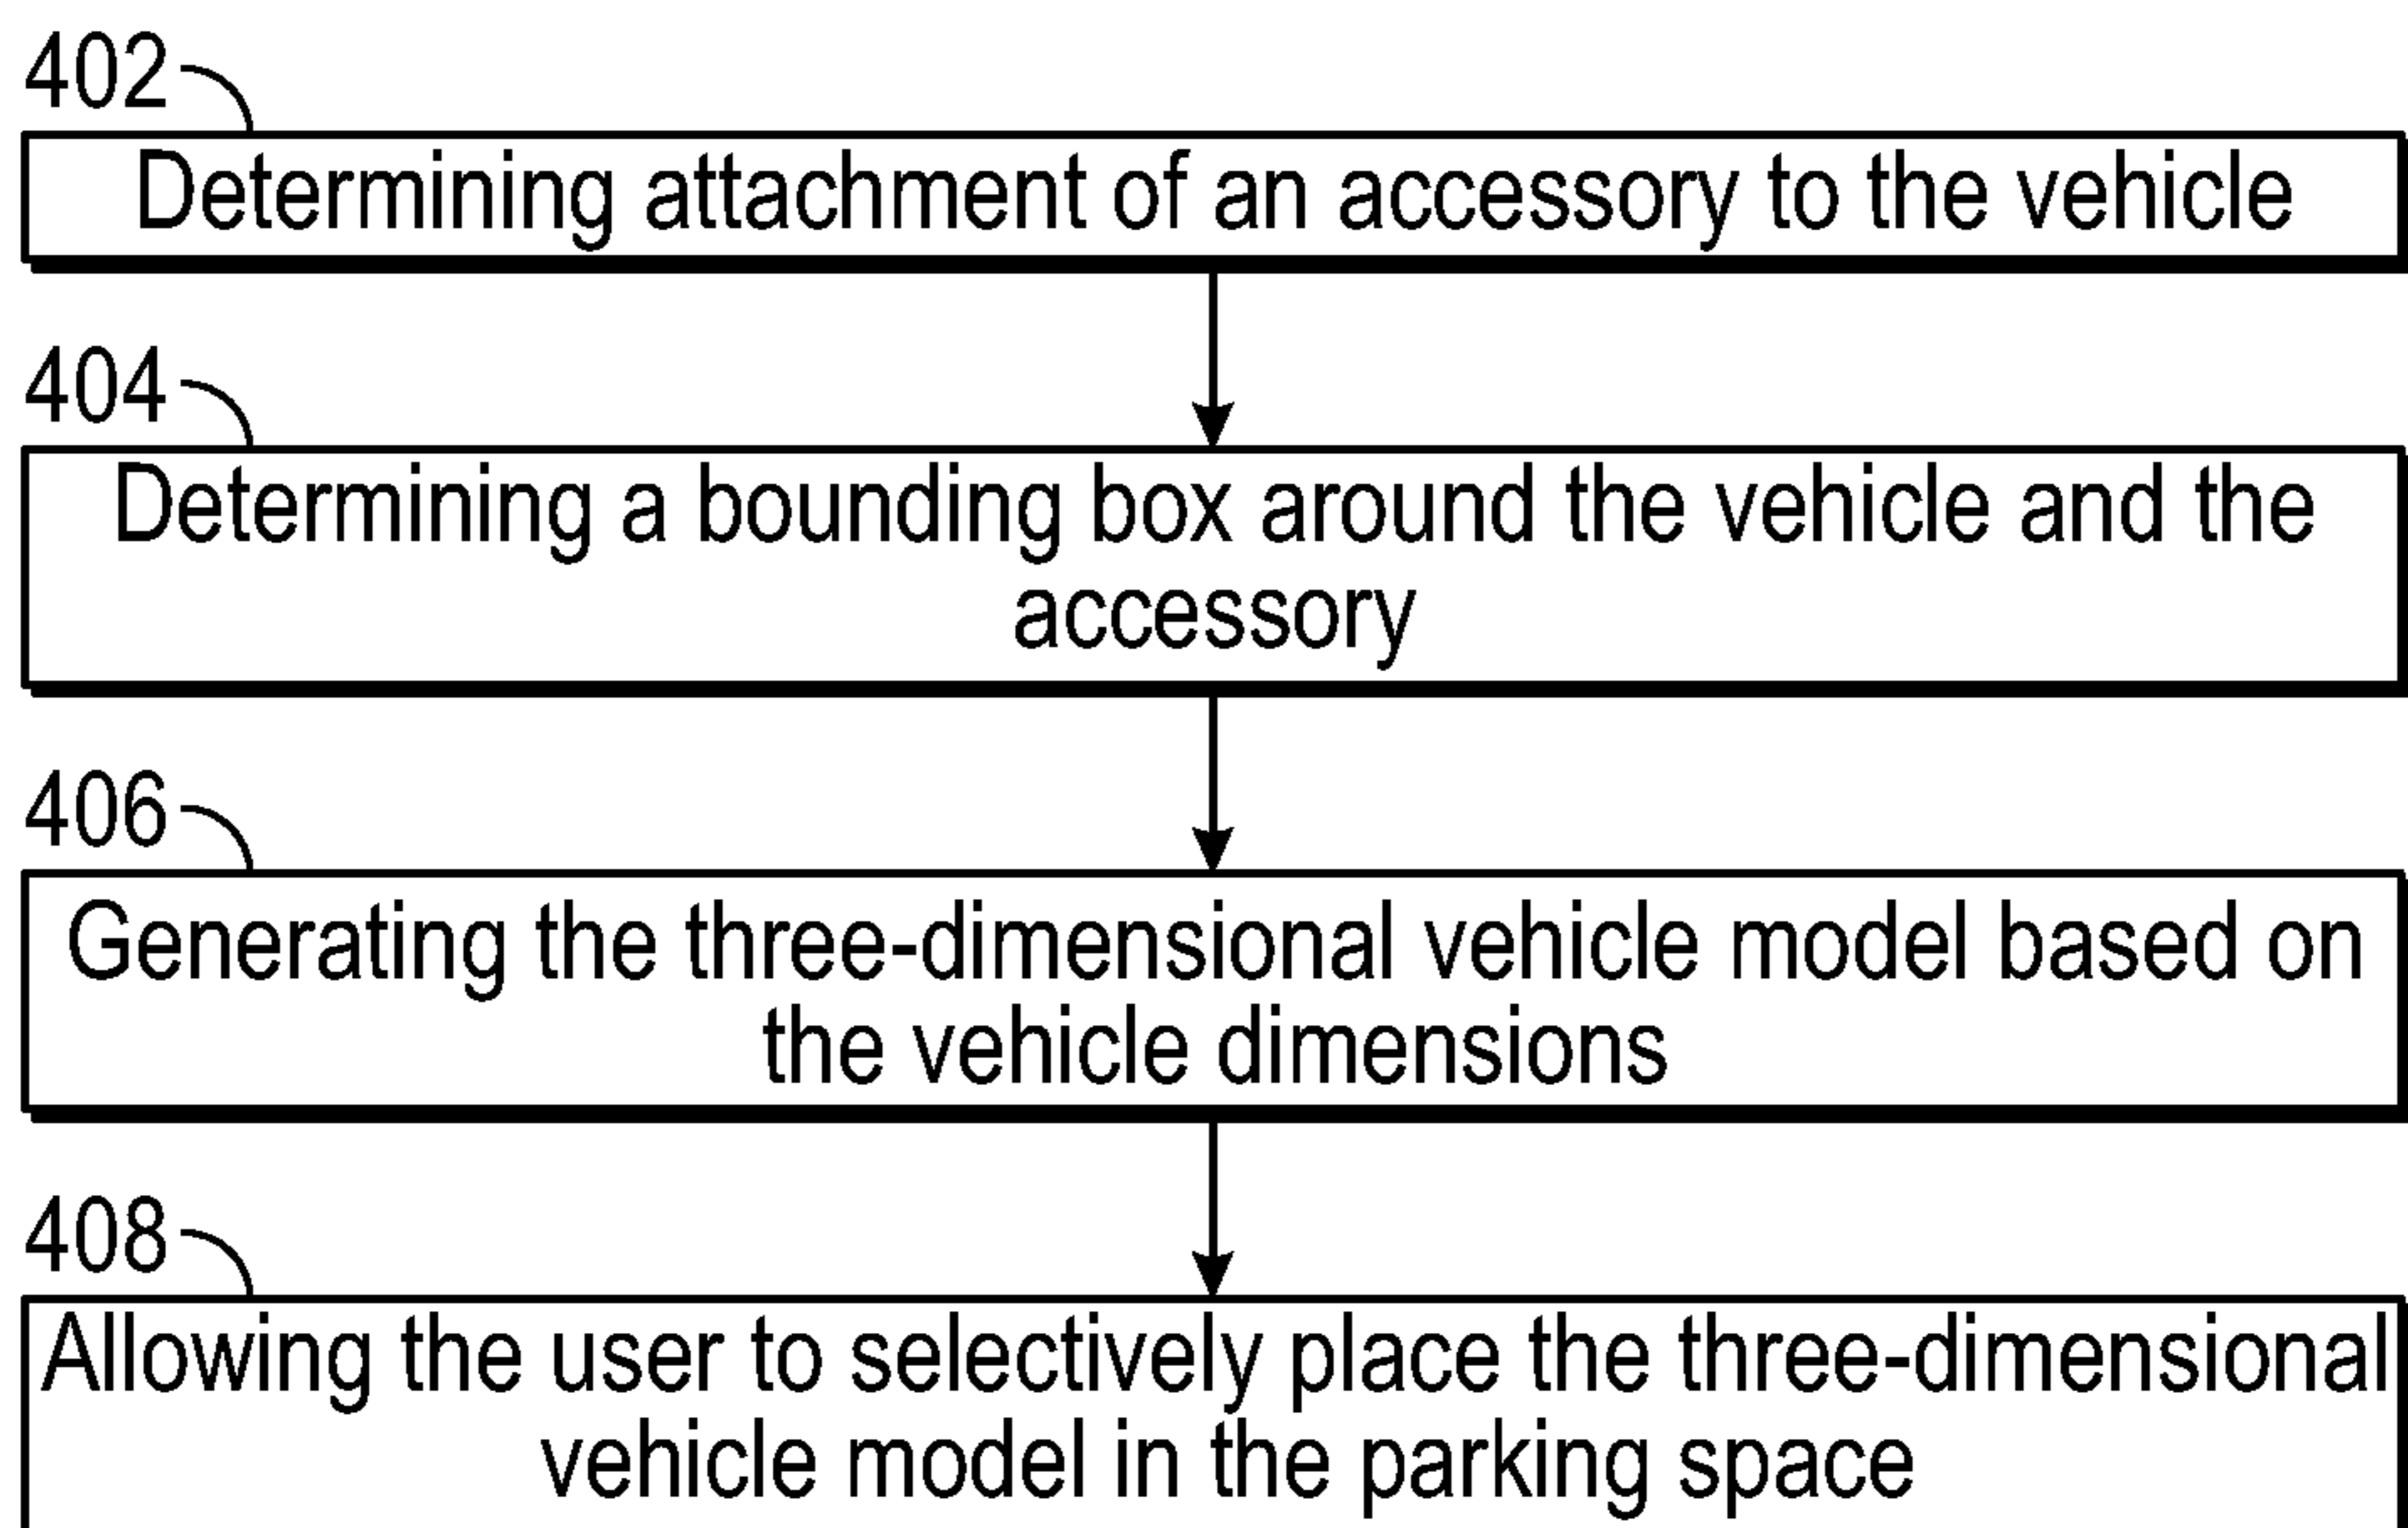 402
Determining attachment of an accessory to the vehicle
404
Determining a bounding box around the vehicle and the
accessory
406
Generating the three-dimensional vehicle model based on
the vehicle dimensions
408
Allowing the user to selectively place the three-dimensional
vehicle model in the parking space